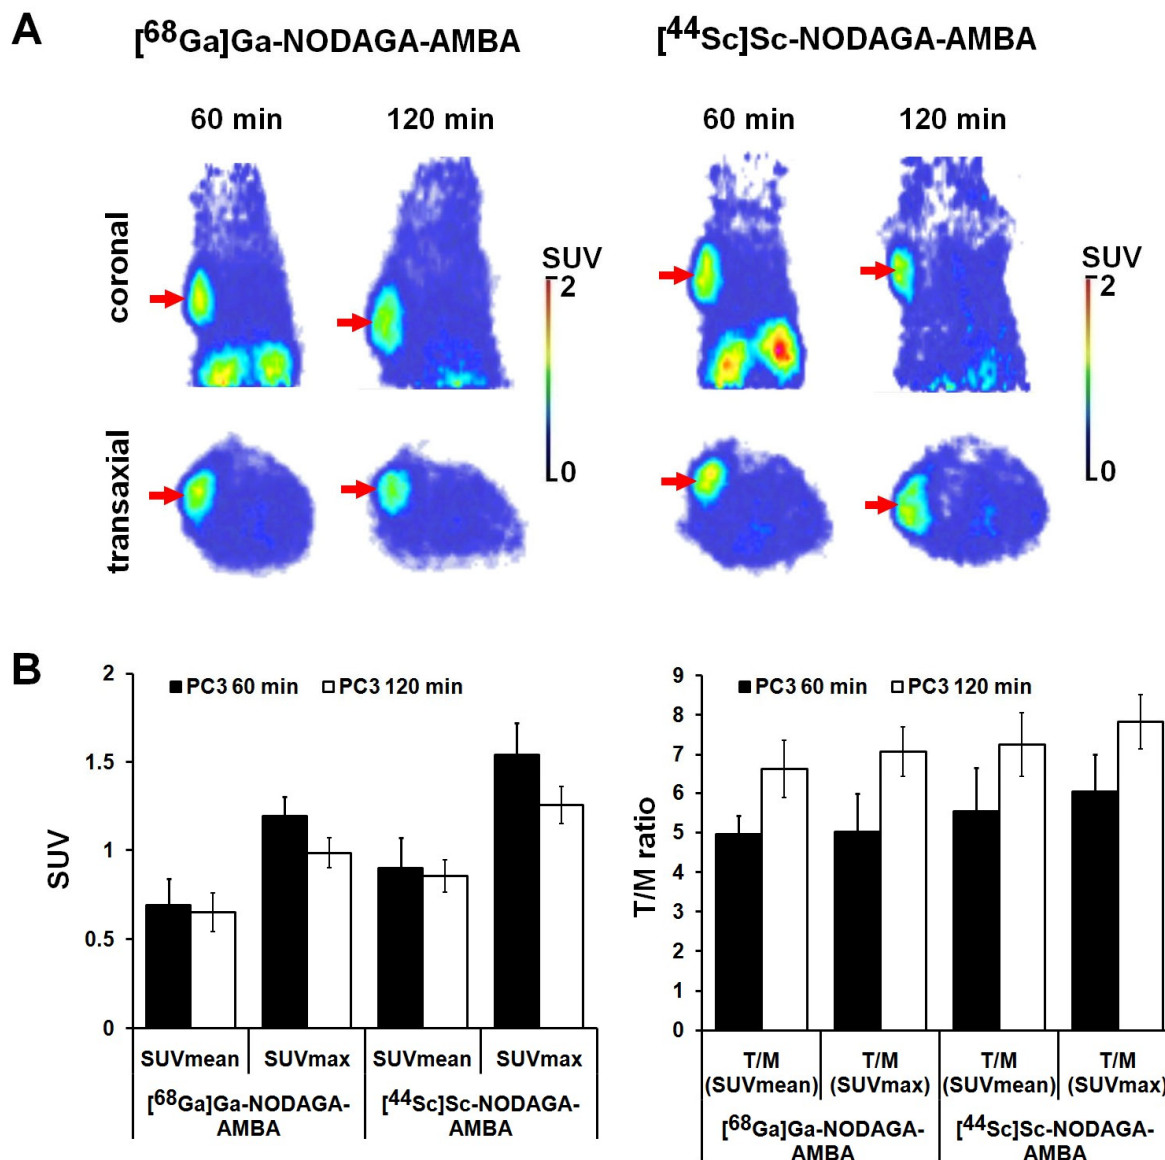 A
[68Ga]Ga-NODAGA-AMBA
[44Sc]Sc-NODAGA-AMBA
60 min
120 min
60 min
120 min
coronal
transaxial
SUV
2
0
SUV
2
0
B
PC3 60 min
PC3 120 min
SUV
2
1.5
1
0.5
0
SUVmean
SUVmax
SUVmean
SUVmax
[68Ga]Ga-NODAGA-
AMBA
[44Sc]Sc-NODAGA-
AMBA
PC3 60 min
PC3 120 min
T/M ratio
9
8
7
6
5
4
3
2
1
0
T/M
(SUVmean)
T/M
(SUVmax)
T/M
(SUVmean)
T/M
(SUVmax)
[68Ga]Ga-NODAGA-
AMBA
[44Sc]Sc-NODAGA-
AMBA